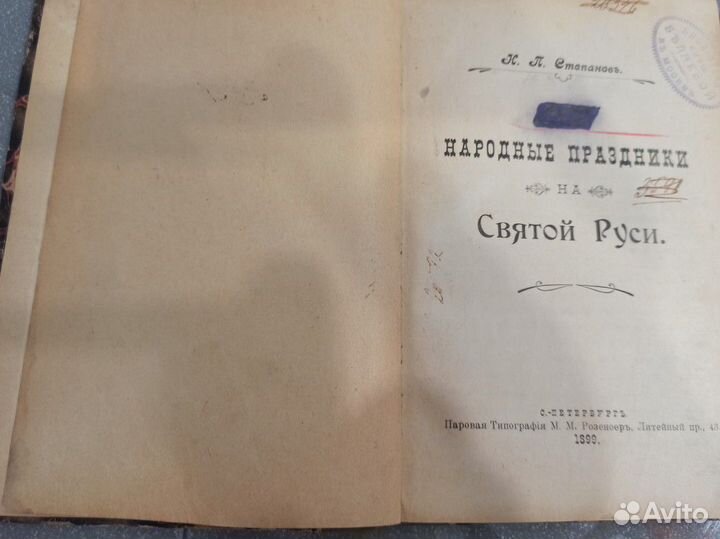 Н. П. Степановъ.
НАРОДНЫЕ ПРАЗДНИКИ
НА
Святой Руси.
С.-ПЕТЕРБУРГЪ.
Паровая Типографія М. М. Розеноеръ, Литейный пр., 48
1899.
Avito